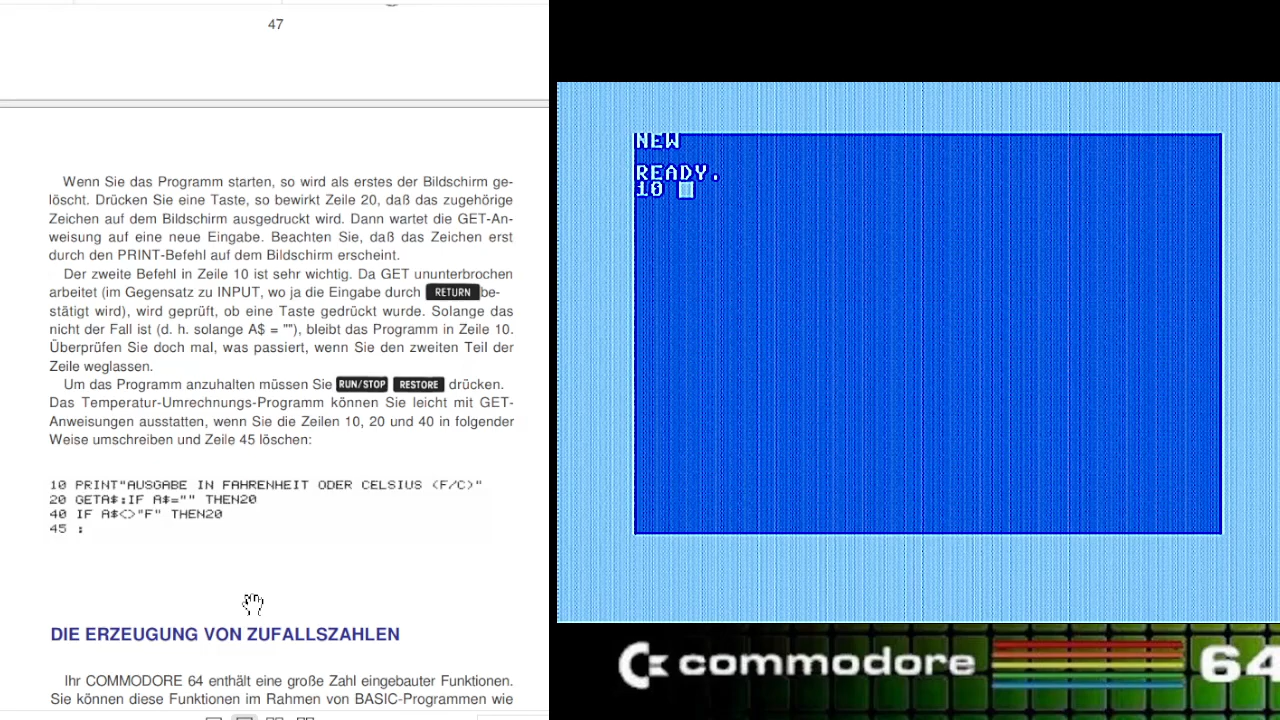 47
Wenn Sie das Programm starten, so wird als erstes der Bildschirm ge-
löscht. Drücken Sie eine Taste, so bewirkt Zeile 20, daß das zugehörige
Zeichen auf dem Bildschirm ausgedruckt wird. Dann wartet die GET-An-
weisung auf eine neue Eingabe. Beachten Sie, daß das Zeichen erst
durch den PRINT-Befehl auf dem Bildschirm erscheint.
Der zweite Befehl in Zeile 10 ist sehr wichtig. Da GET ununterbrochen
arbeitet (im Gegensatz zu INPUT, wo ja die Eingabe durch RETURN be-
stätigt wird), wird geprüft, ob eine Taste gedrückt wurde. Solange das
nicht der Fall ist (d. h. solange A$ = ""), bleibt das Programm in Zeile 10.
Überprüfen Sie doch mal, was passiert, wenn Sie den zweiten Teil der
Zeile weglassen.
Um das Programm anzuhalten müssen Sie RUN/STOP RESTORE drücken.
Das Temperatur-Umrechnungs-Programm können Sie leicht mit GET-
Anweisungen ausstatten, wenn Sie die Zeilen 10, 20 und 40 in folgender
Weise umschreiben und Zeile 45 löschen:
10 PRINT"AUSGABE IN FAHRENHEIT ODER CELSIUS (F/C)"
20 GETA$:IF A$="" THEN20
40 IF A$<>"F" THEN20
45 :
DIE ERZEUGUNG VON ZUFALLSZAHLEN
Ihr COMMODORE 64 enthält eine große Zahl eingebauter Funktionen.
Sie können diese Funktionen im Rahmen von BASIC-Programmen wie
NEW
READY.
10
commodore 64